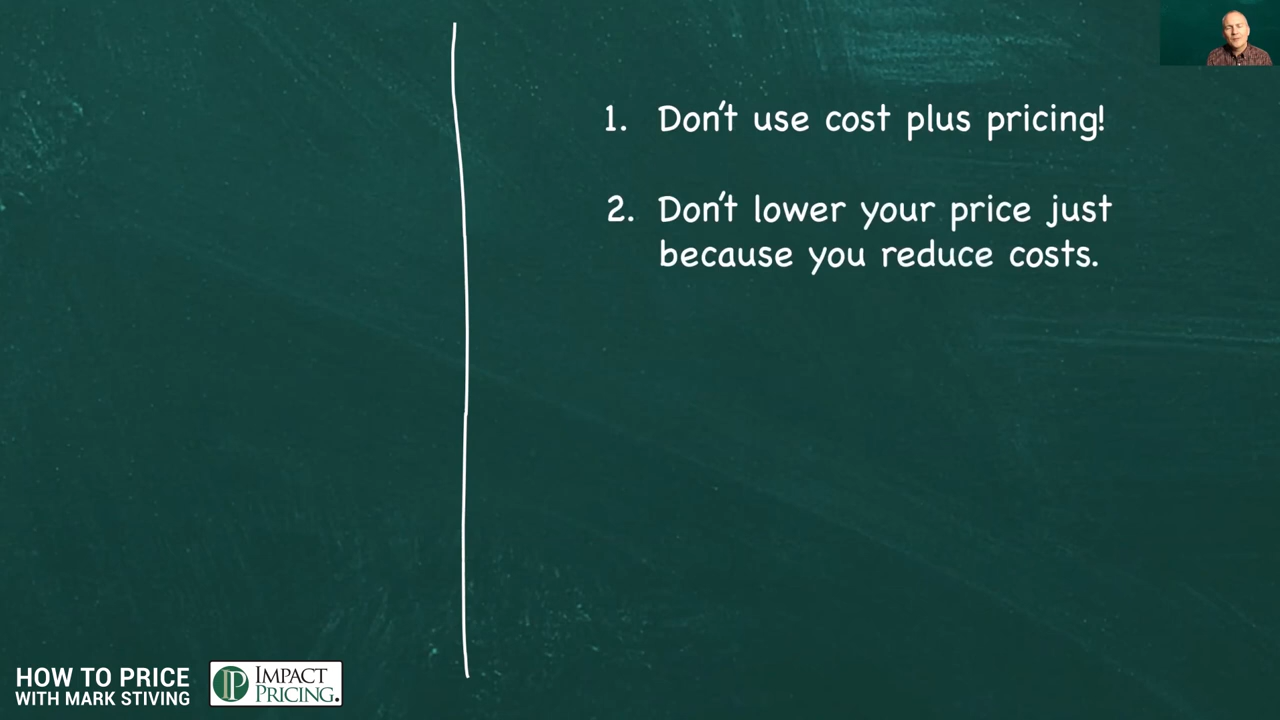 1. Don't use cost plus pricing!
2. Don't lower your price just
because you reduce costs.
HOW TO PRICE
WITH MARK STIVING
IP
IMPACT
PRICING.